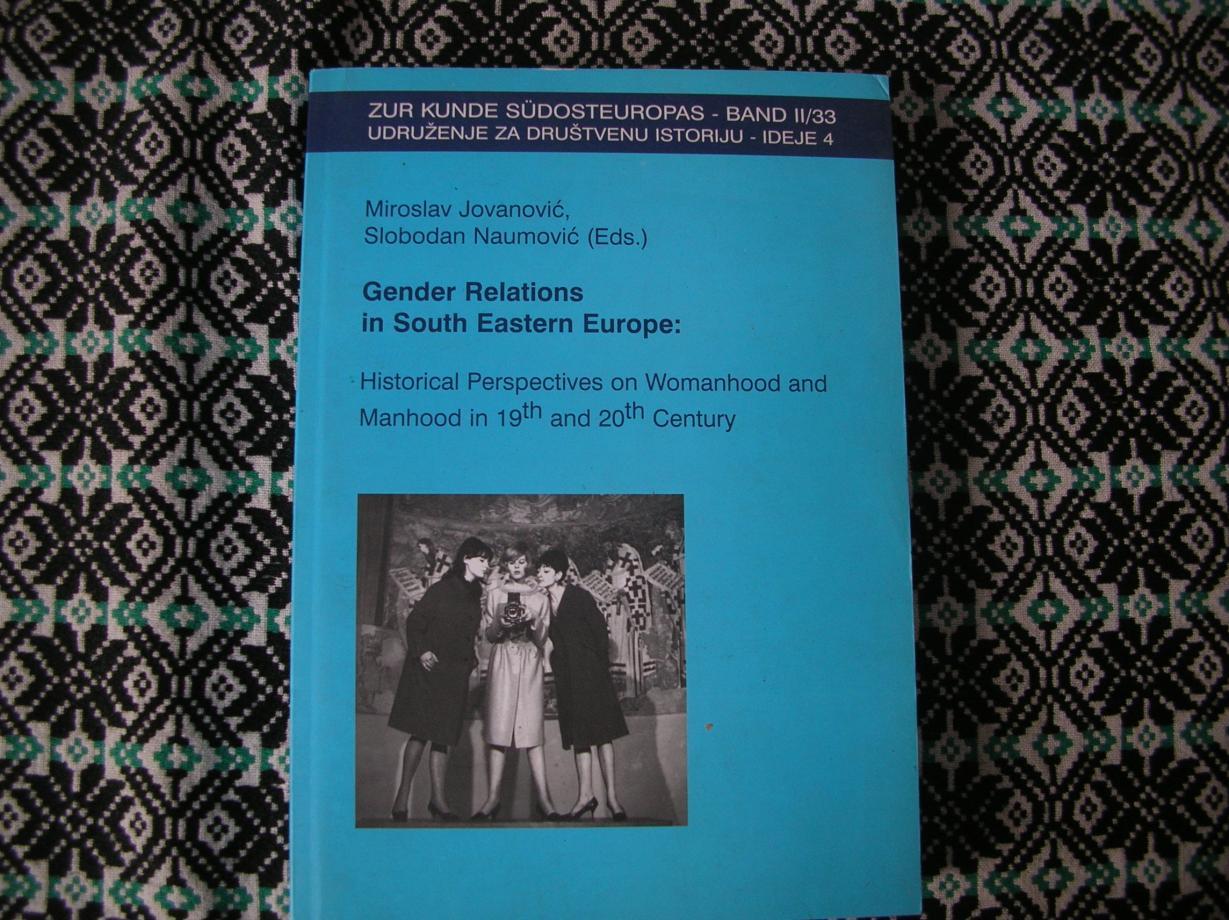 ZUR KUNDE SÜDOSTEUROPAS - BAND II/33
UDRUŽENJE ZA DRUŠTVENU ISTORIJU - IDEJE 4
Miroslav Jovanović,
Slobodan Naumović (Eds.)
Gender Relations
in South Eastern Europe:
Historical Perspectives on Womanhood and
Manhood in 19th and 20th Century